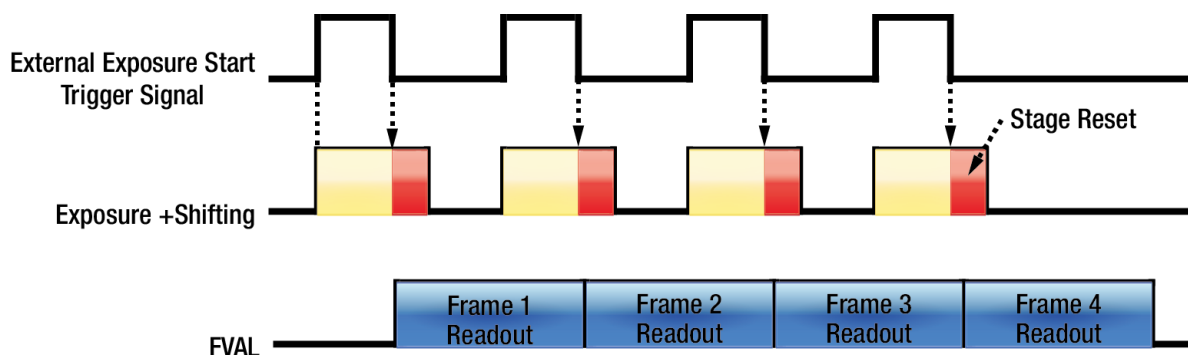 External Exposure Start
Trigger Signal
Stage Reset
Exposure +Shifting
Frame 1
Readout
Frame 2
Readout
Frame 3
Readout
Frame 4
Readout
FVAL